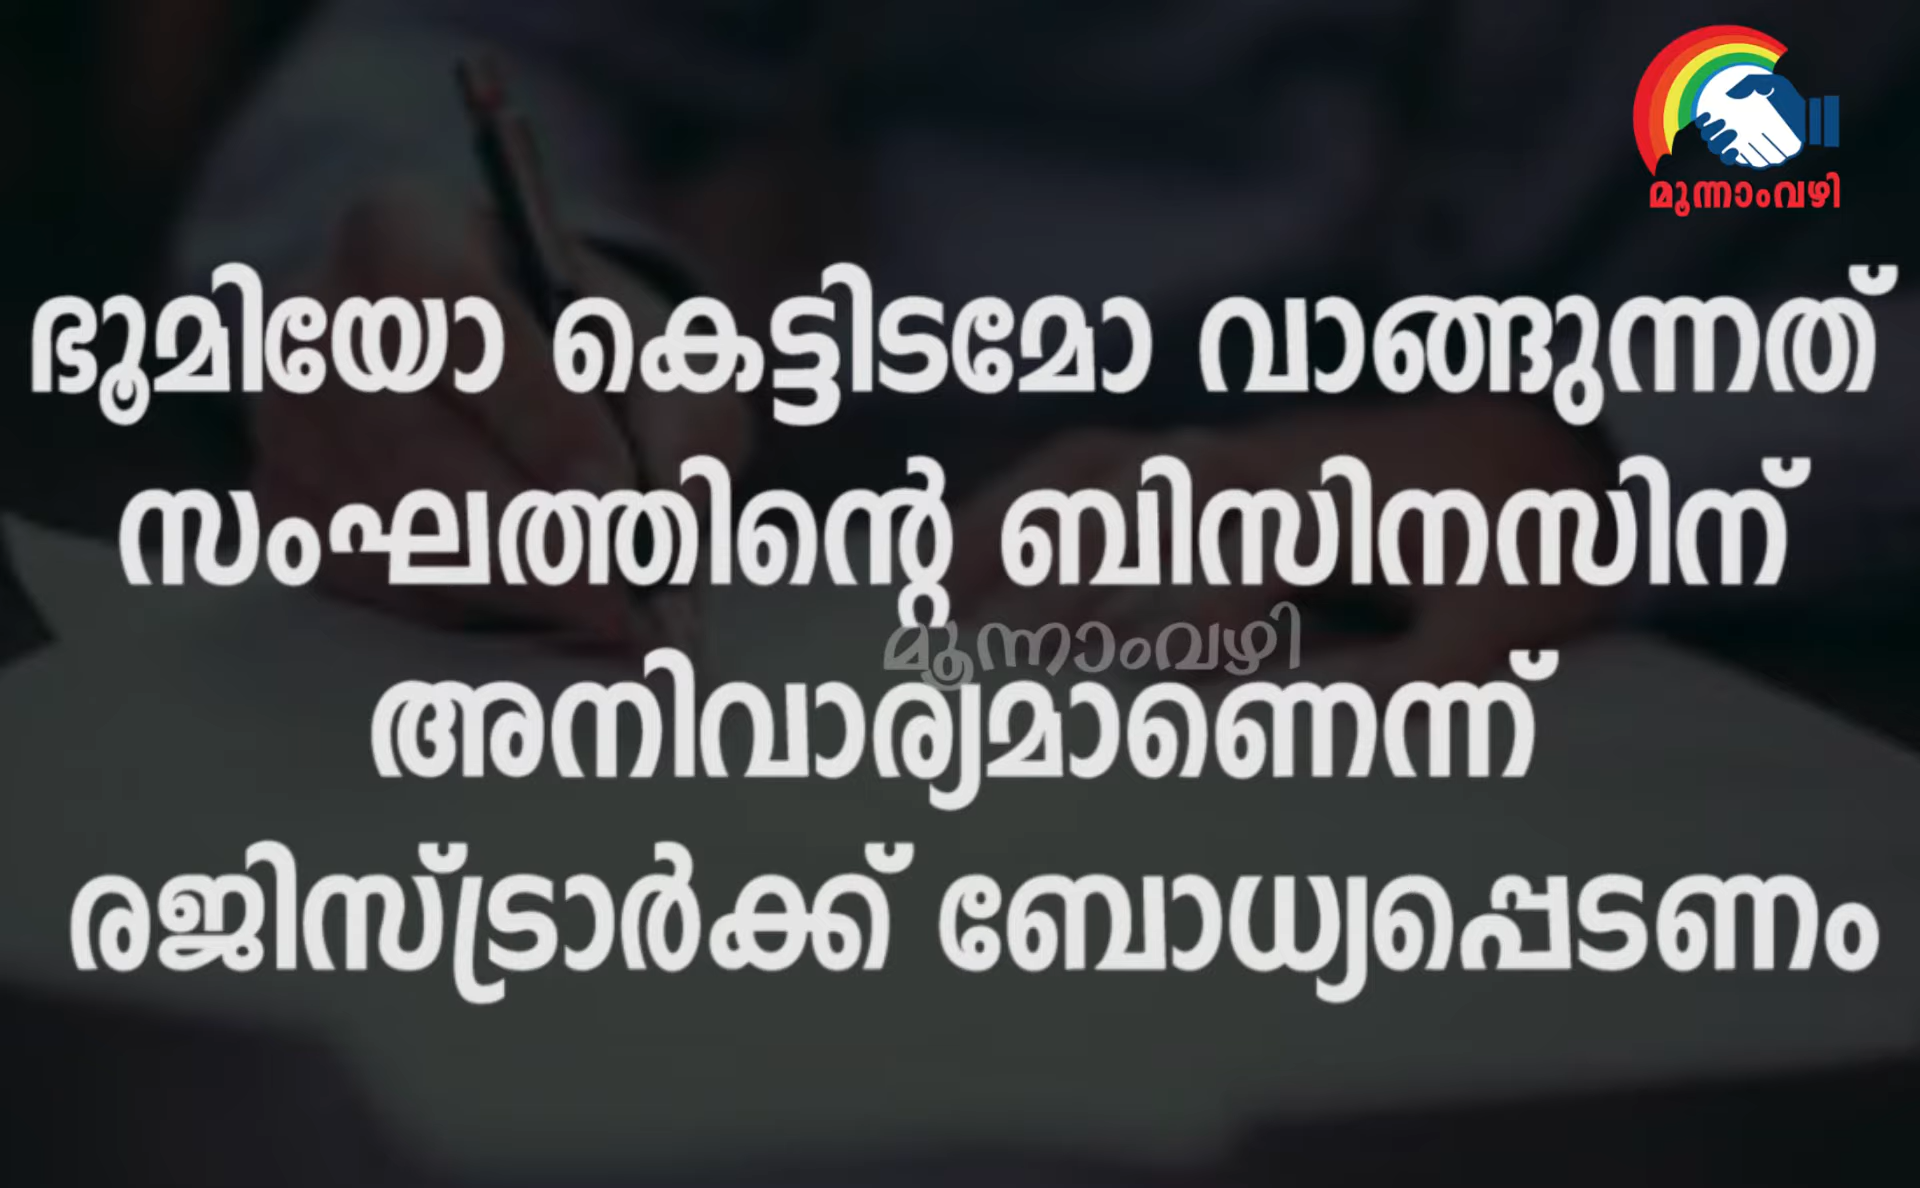 മൂന്നാംവഴി
ഭൂമിയോ കെട്ടിടമോ വാങ്ങുന്നത്
സംഘത്തിന്റെ ബിസിനസിന്
മൂന്നാംവഴി
അനിവാര്യമാണെന്ന്
രജിസ്ട്രാർക്ക് ബോധ്യപ്പെടണം